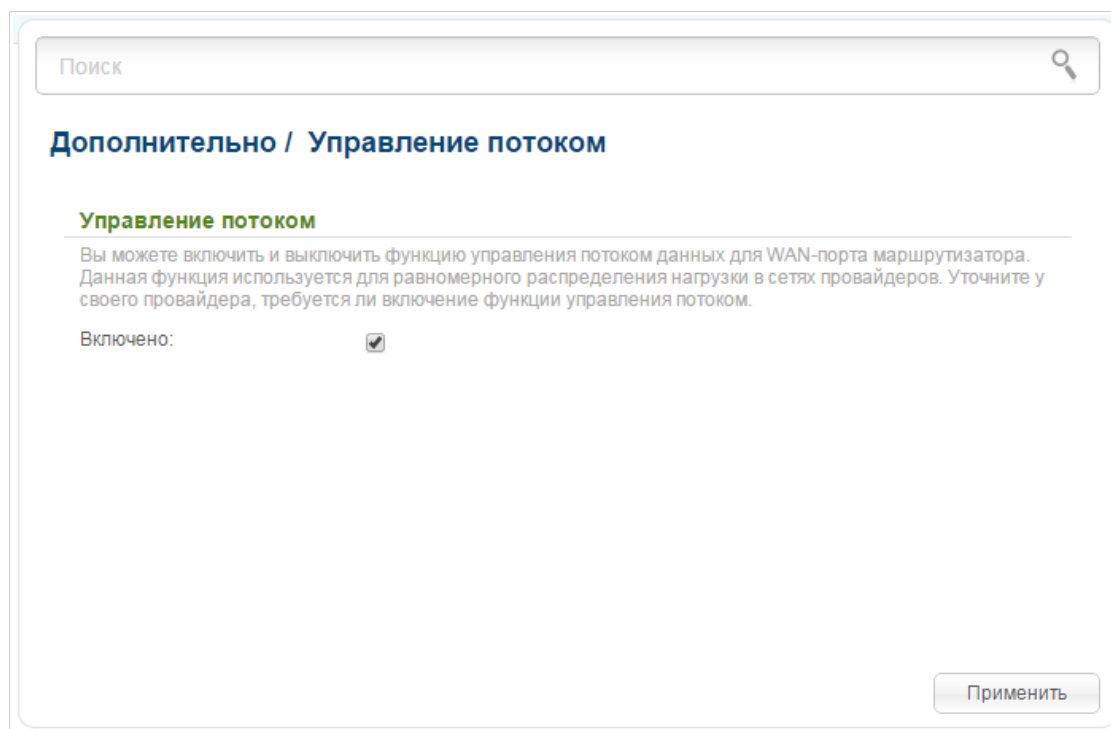 Поиск
Дополнительно / Управление потоком
Управление потоком
Вы можете включить и выключить функцию управления потоком данных для WAN-порта маршрутизатора.
Данная функция используется для равномерного распределения нагрузки в сетях провайдеров. Уточните у
своего провайдера, требуется ли включение функции управления потоком.
Включено:
Применить